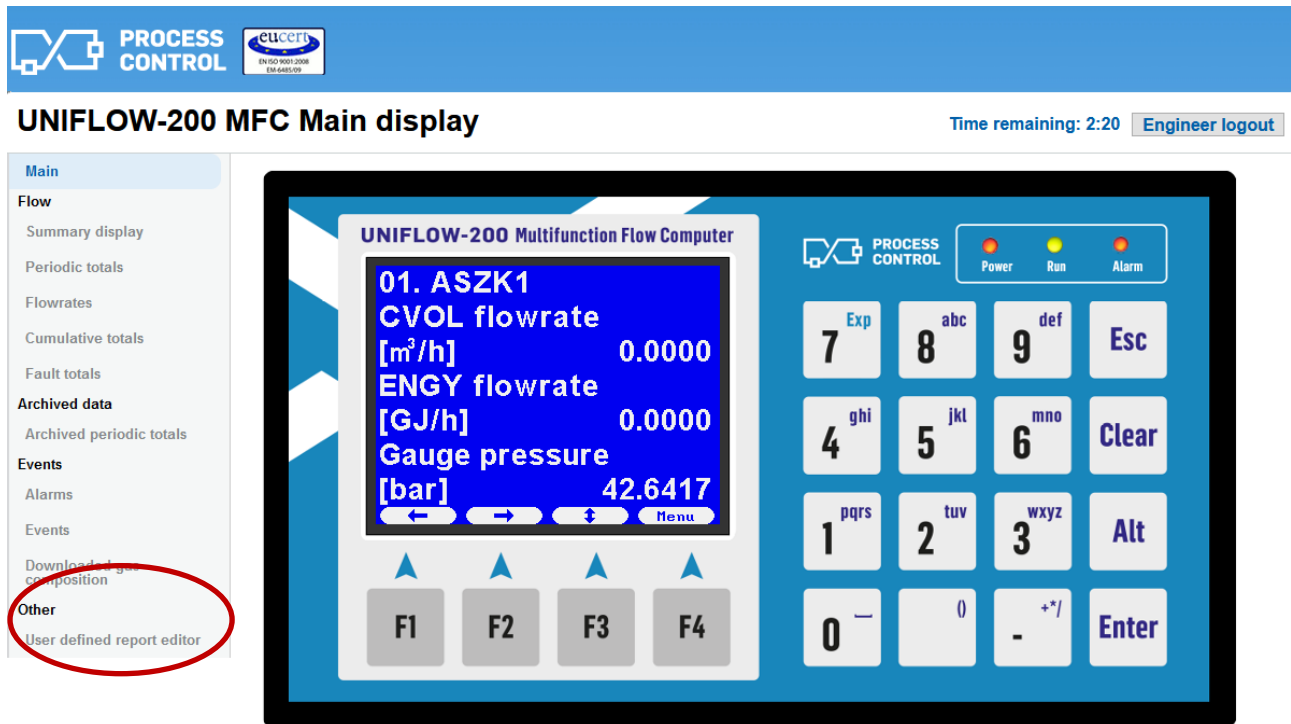 PROCESS
CONTROL
eucert
EN ISO 9001:2008
EM-6485/09
UNIFLOW-200 MFC Main display
Time remaining: 2:20 Engineer logout
Main
Flow
Summary display
Periodic totals
Flowrates
Cumulative totals
Fault totals
Archived data
Archived periodic totals
Events
Alarms
Events
Downloaded gas
composition
Other
User defined report editor
UNIFLOW-200 Multifunction Flow Computer
01. ASZK1
CVOL flowrate
[m³/h] 0.0000
ENGY flowrate
[GJ/h] 0.0000
Gauge pressure
[bar] 42.6417
← → ↕ Menu
F1 F2 F3 F4
PROCESS
CONTROL
Power Run Alarm
7 Exp 8 abc 9 def Esc
4 ghi 5 jkl 6 mno Clear
1 pqrs 2 tuv 3 wxyz Alt
0 _ () - +*/ Enter